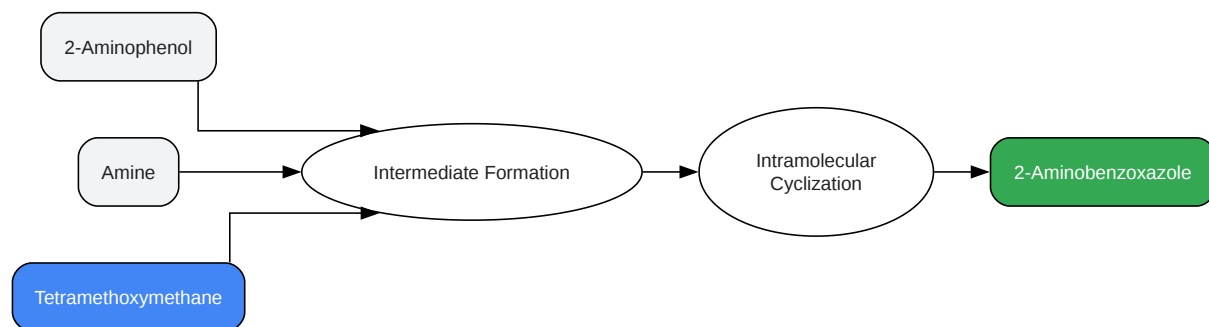 2-Aminophenol
Amine
Tetramethoxymethane
Intermediate Formation
Intramolecular
Cyclization
2-Aminobenzoxazole